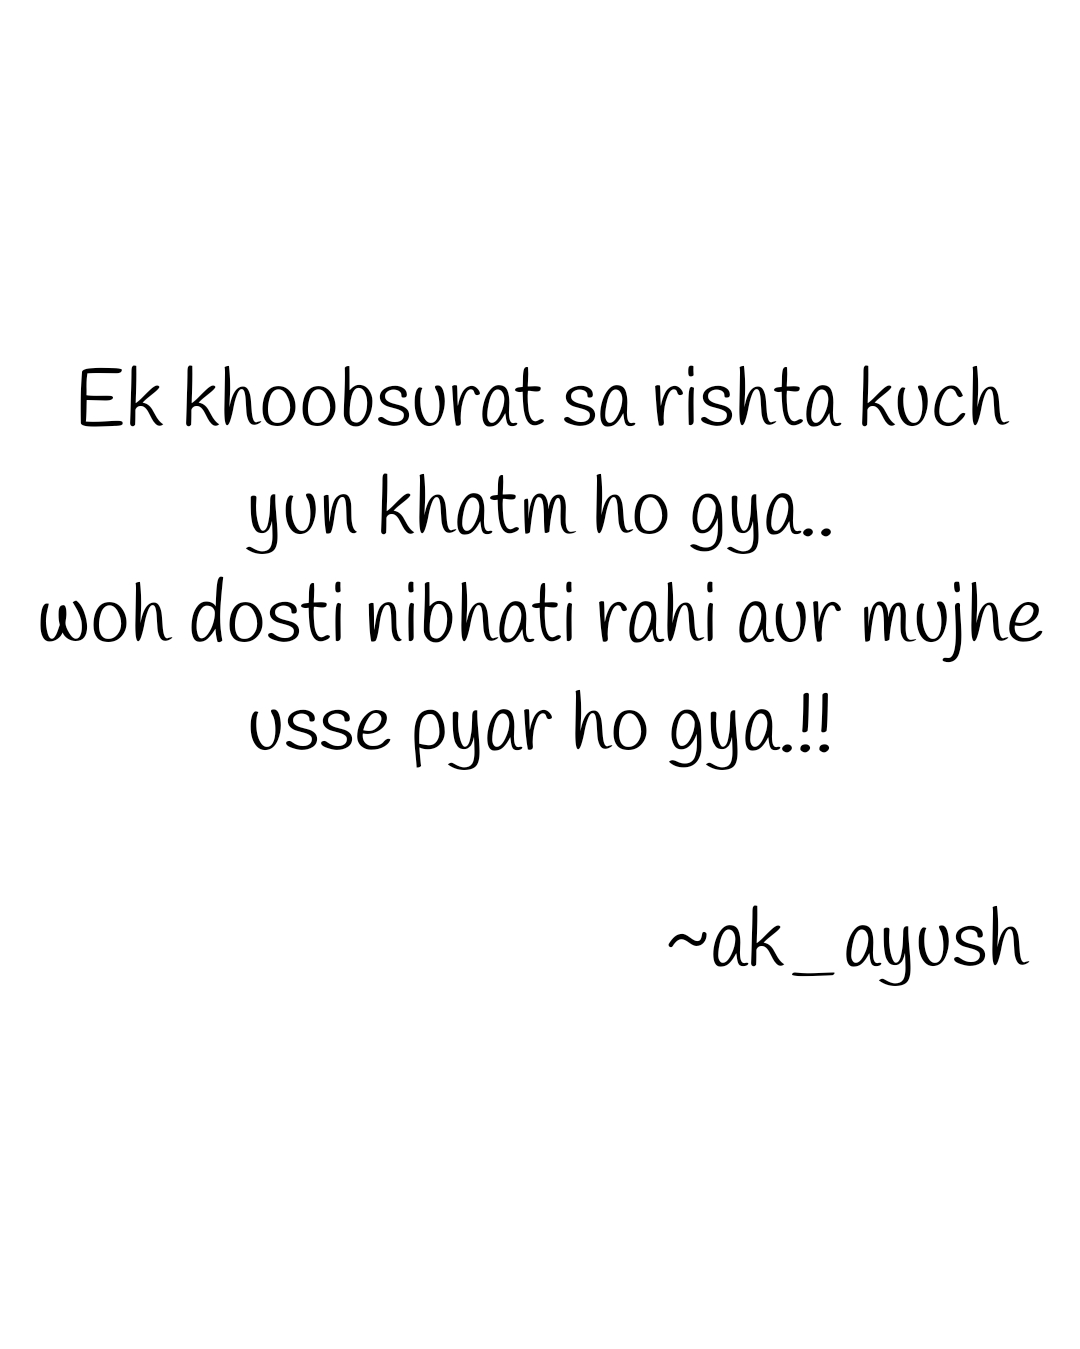 Ek khoobsurat sa rishta kuch
yun khatm ho gya..
woh dosti nibhati rahi aur mujhe
usse pyar ho gya.!!
~ak_ayush